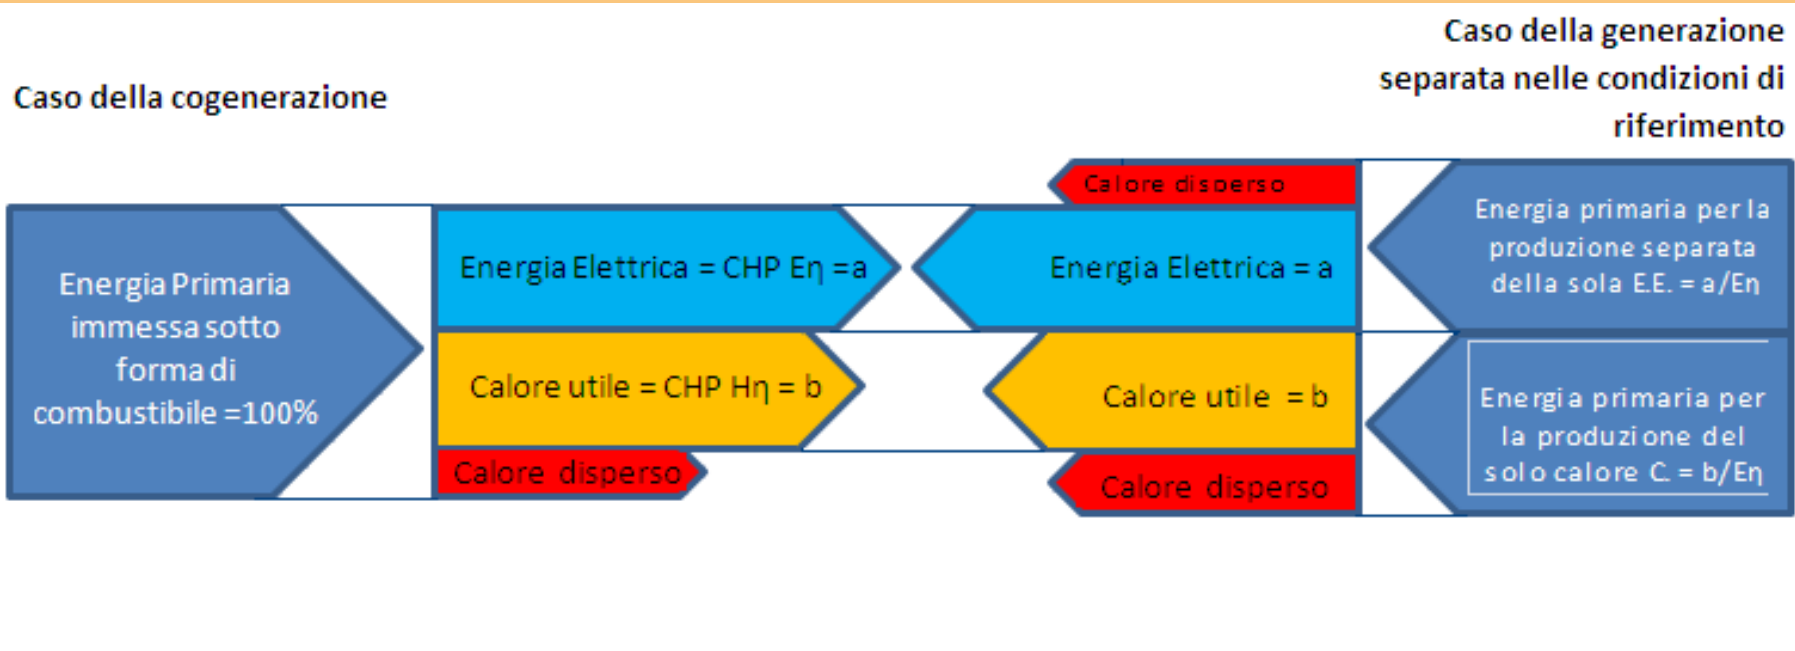 Caso della generazione
separata nelle condizioni di
riferimento
Caso della cogenerazione
Energia Primaria
immessa sotto
forma di
combustibile =100%
Energia Elettrica = CHP Eη =a
Calore utile = CHP Hη = b
Calore disperso
Calore disperso
Energia Elettrica = a
Calore utile = b
Calore disperso
Energia primaria per la
produzione separata
della sola E.E. = a/Eη
Energia primaria per
la produzione del
solo calore C. = b/Eη